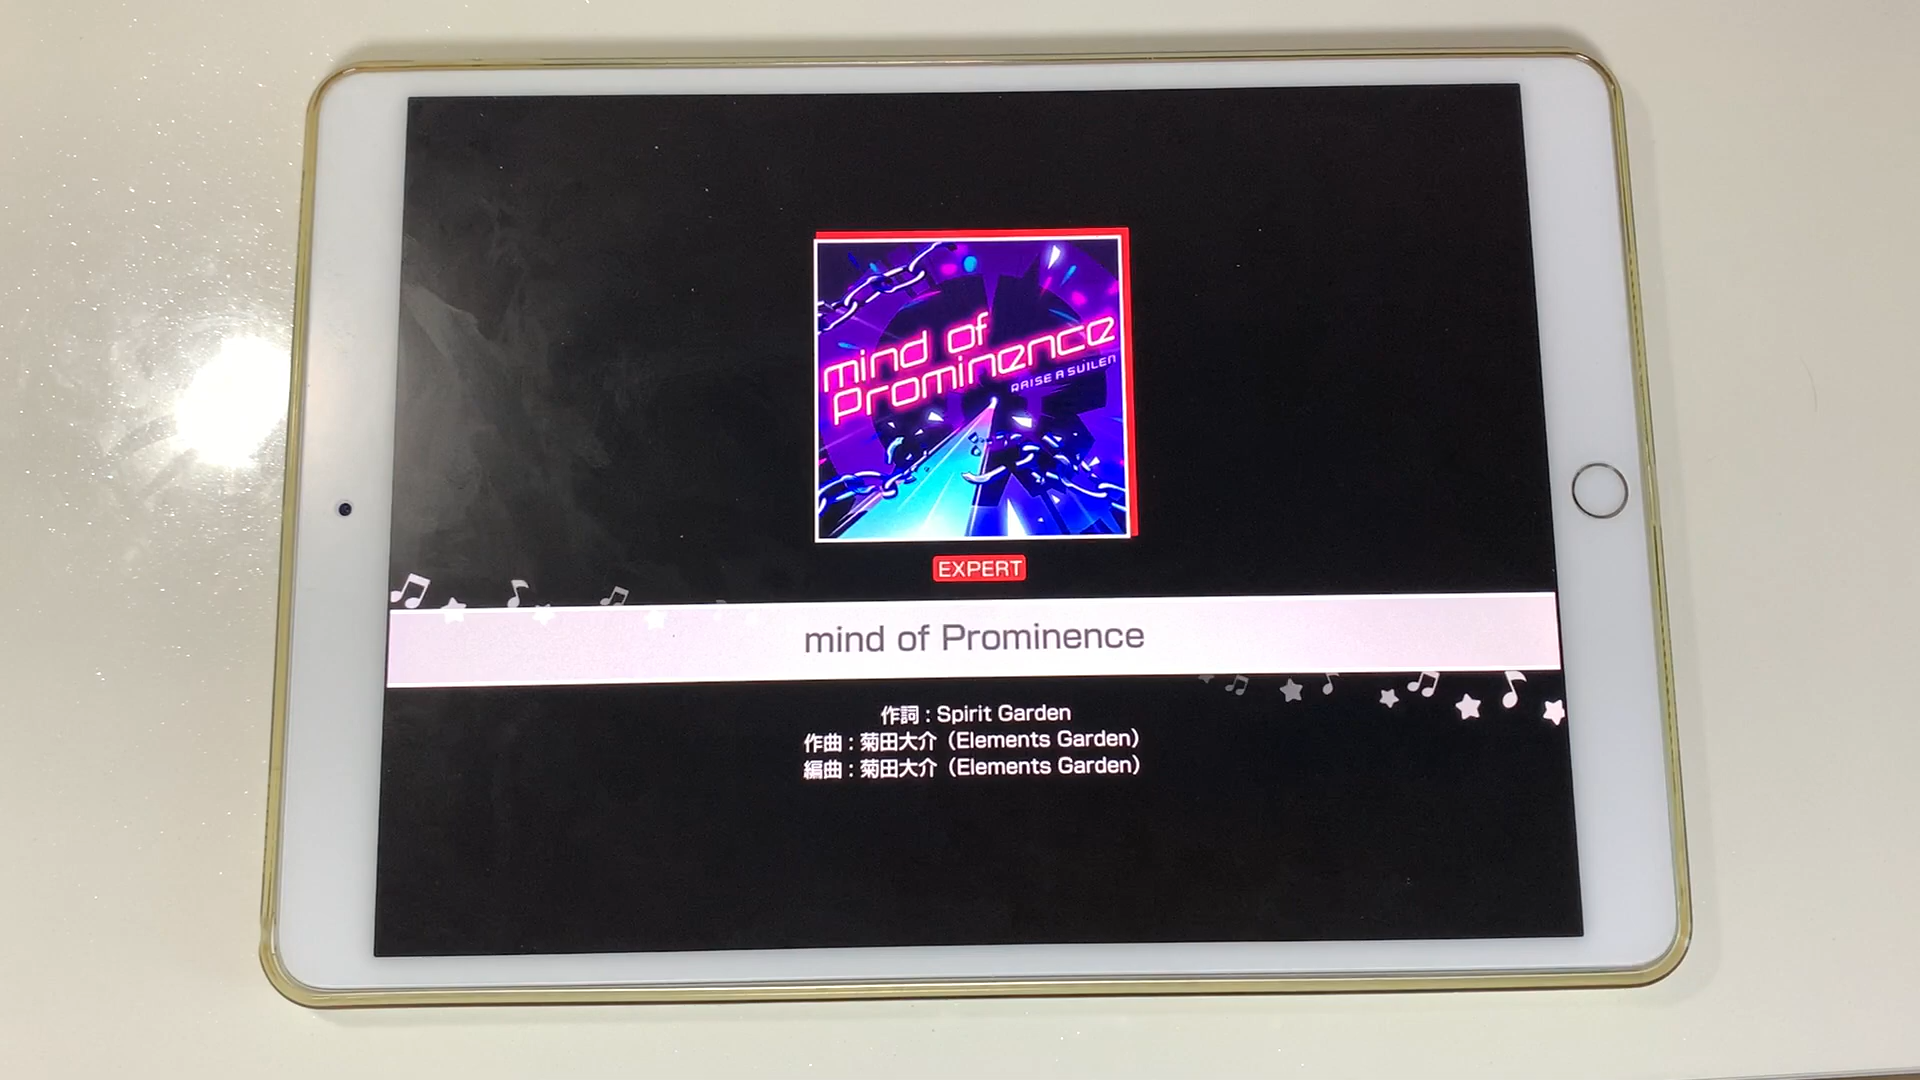 mind of
Prominence
RAISE A SUILEN
EXPERT
mind of Prominence
作詞 : Spirit Garden
作曲 : 菊田大介（Elements Garden）
編曲 : 菊田大介（Elements Garden）